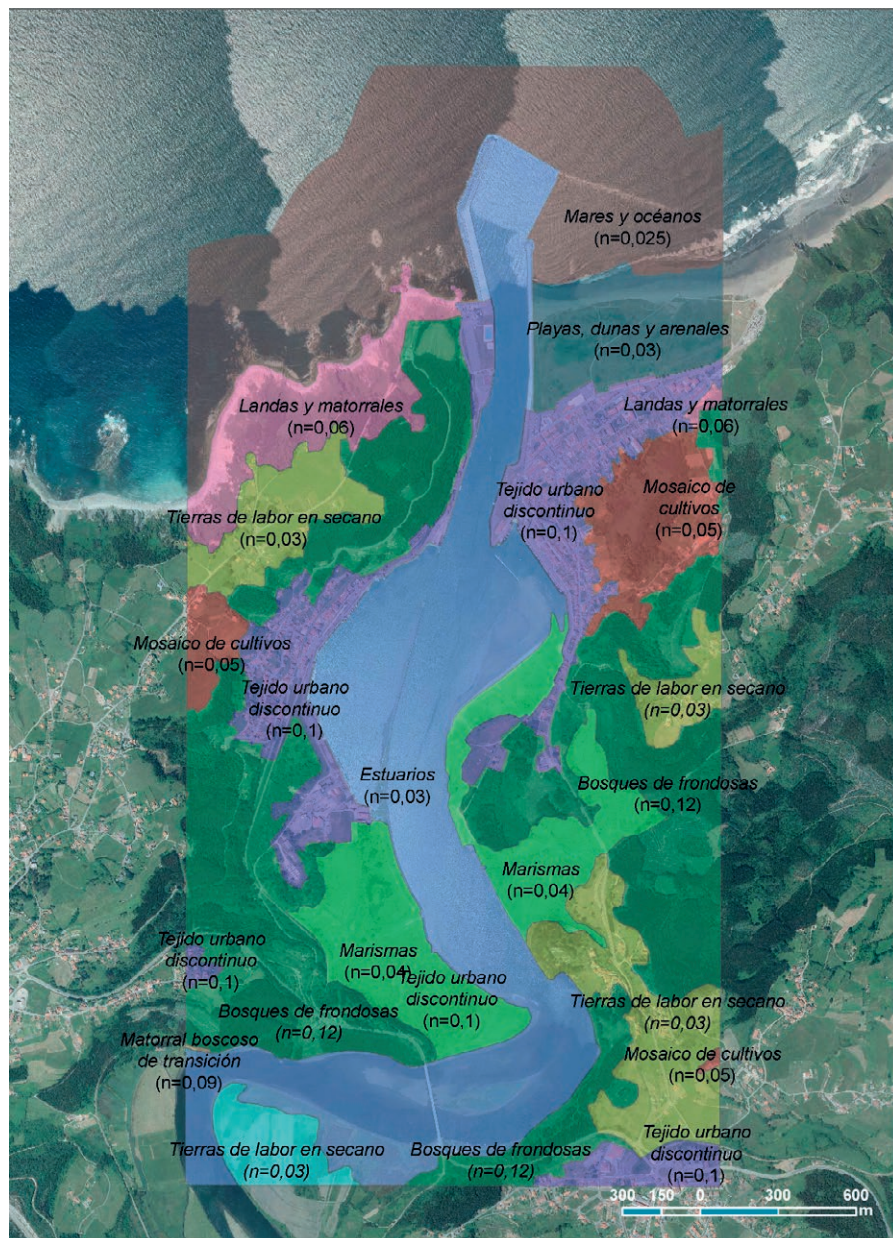 Mares y océanos
(n=0,025)
Playas, dunas y arenales
(n=0,03)
Landas y matorrales
(n=0,06)
Landas y matorrales
(n=0,06)
Tejido urbano
discontinuo
(n=0,1)
Mosaico de
cultivos
(n=0,05)
Tierras de labor en secano
(n=0,03)
Mosaico de cultivos
(n=0,05)
Tejido urbano
discontinuo
(n=0,1)
Tierras de labor en secano
(n=0,03)
Estuarios
(n=0,03)
Bosques de frondosas
(n=0,12)
Marismas
(n=0,04)
Tejido urbano
discontinuo
(n=0,1)
Marismas
(n=0,04)
Tejido urbano
discontinuo
(n=0,1)
Bosques de frondosas
(n=0,12)
Tierras de labor en secano
(n=0,03)
Matorral boscoso
de transición
(n=0,09)
Mosaico de cultivos
(n=0,05)
Tierras de labor en secano
(n=0,03)
Bosques de frondosas
(n=0,12)
Tejido urbano
discontinuo
(n=0,1)
300 150 0 300 600
m